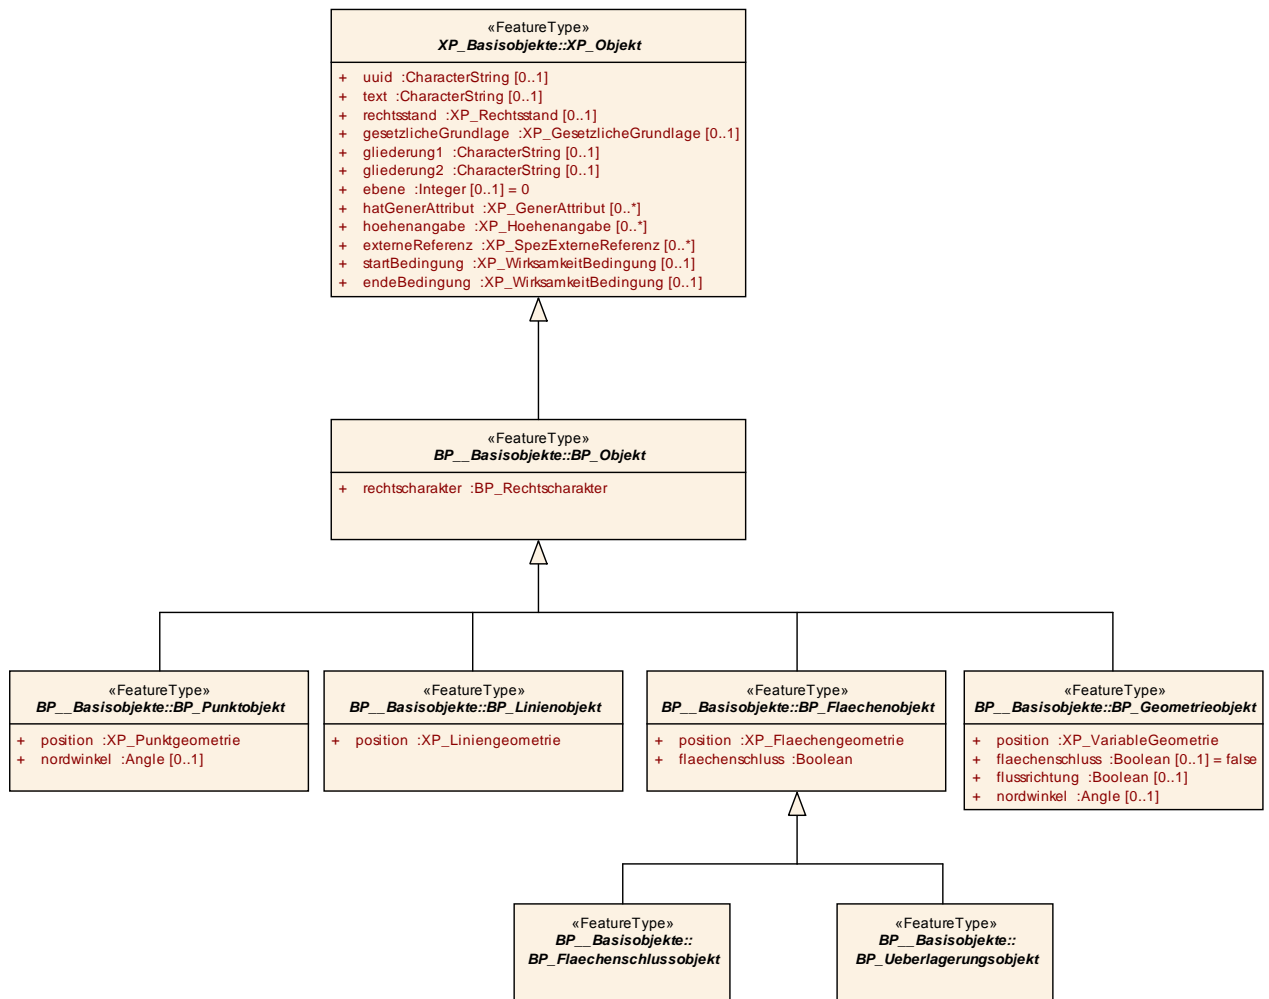 «FeatureType»
XP_Basisobjekte::XP_Objekt
+ uuid :CharacterString [0..1]
+ text :CharacterString [0..1]
+ rechtsstand :XP_Rechtsstand [0..1]
+ gesetzlicheGrundlage :XP_GesetzlicheGrundlage [0..1]
+ gliederung1 :CharacterString [0..1]
+ gliederung2 :CharacterString [0..1]
+ ebene :Integer [0..1] = 0
+ hatGenerAttribut :XP_GenerAttribut [0..*]
+ hoehenangabe :XP_Hoehenangabe [0..*]
+ externeReferenz :XP_SpezExterneReferenz [0..*]
+ startBedingung :XP_WirksamkeitBedingung [0..1]
+ endeBedingung :XP_WirksamkeitBedingung [0..1]
«FeatureType»
BP__Basisobjekte::BP_Objekt
+ rechtscharakter :BP_Rechtscharakter
«FeatureType»
BP__Basisobjekte::BP_Punktobjekt
+ position :XP_Punktgeometrie
+ nordwinkel :Angle [0..1]
«FeatureType»
BP__Basisobjekte::BP_Linienobjekt
+ position :XP_Liniengeometrie
«FeatureType»
BP__Basisobjekte::BP_Flaechenobjekt
+ position :XP_Flaechengeometrie
+ flaechenschluss :Boolean
«FeatureType»
BP__Basisobjekte::BP_Geometrieobjekt
+ position :XP_VariableGeometrie
+ flaechenschluss :Boolean [0..1] = false
+ flussrichtung :Boolean [0..1]
+ nordwinkel :Angle [0..1]
«FeatureType»
BP__Basisobjekte::
BP_Flaechenschlussobjekt
«FeatureType»
BP__Basisobjekte::
BP_Ueberlagerungsobjekt